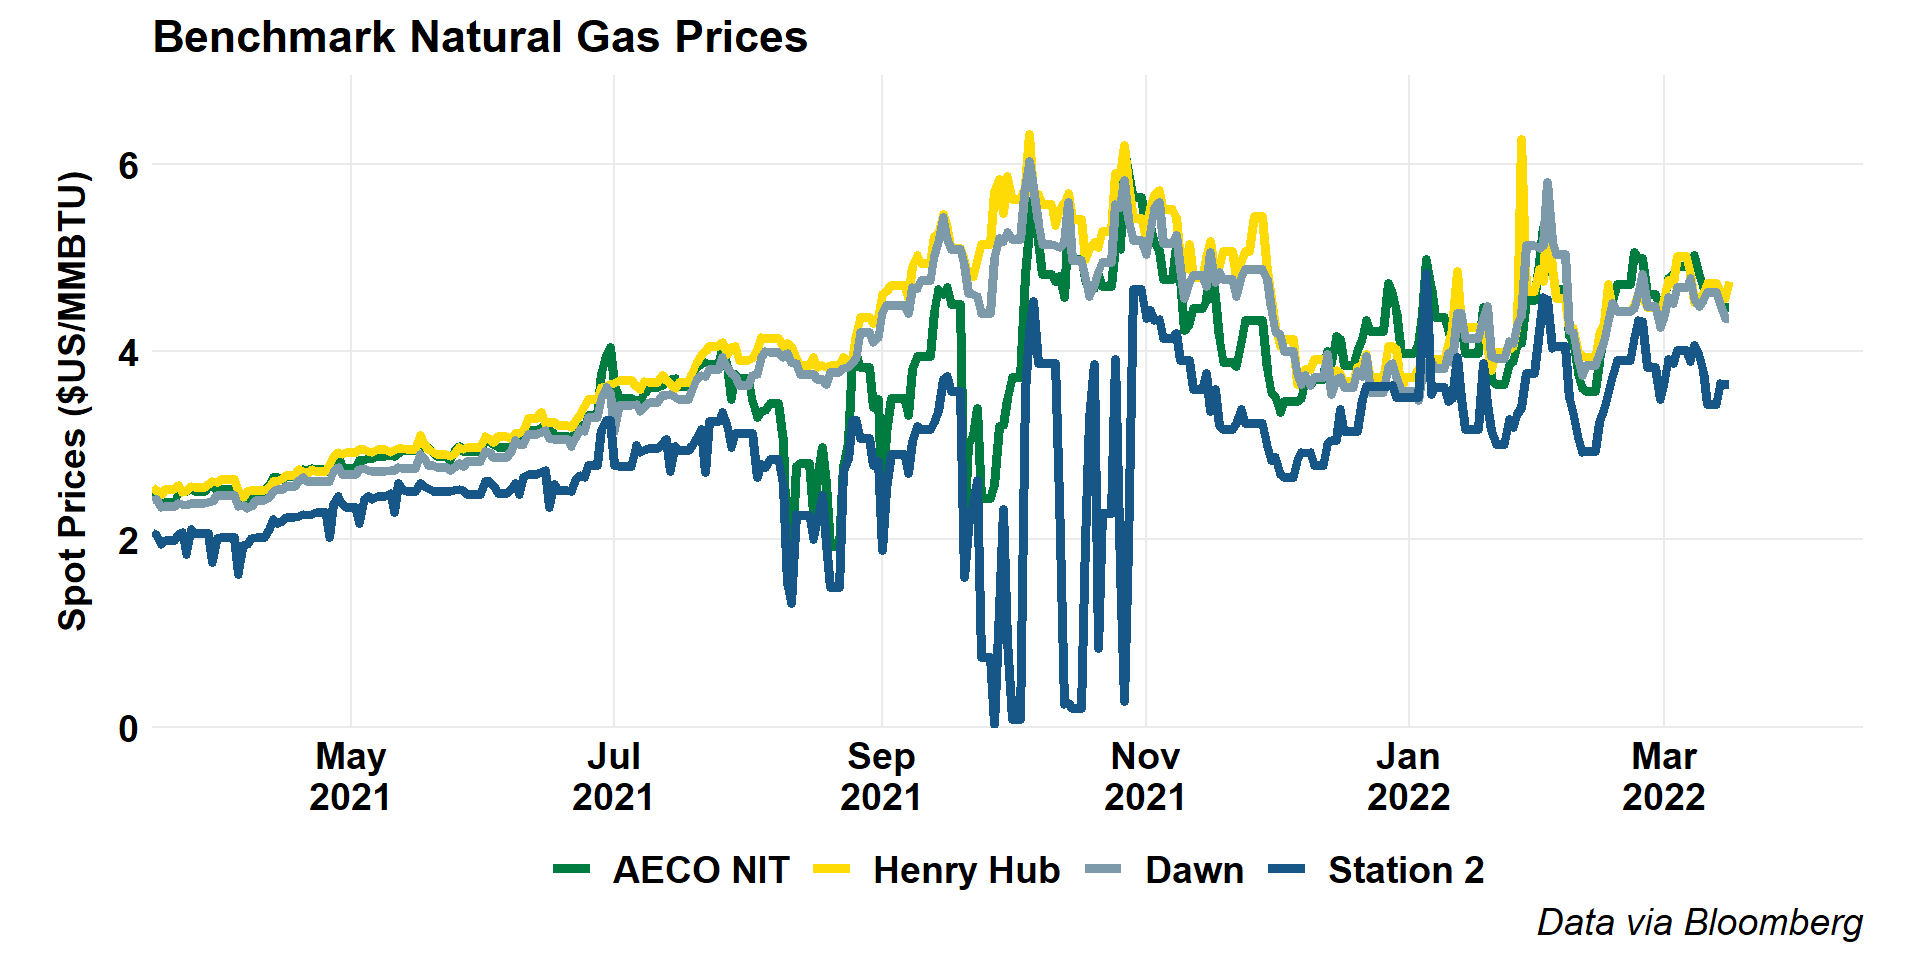 Benchmark Natural Gas Prices
Spot Prices ($US/MMBTU)
6
4
2
0
May Jul Sep Nov Jan Mar
2021 2021 2021 2021 2022 2022
AECO NIT Henry Hub Dawn Station 2
Data via Bloomberg